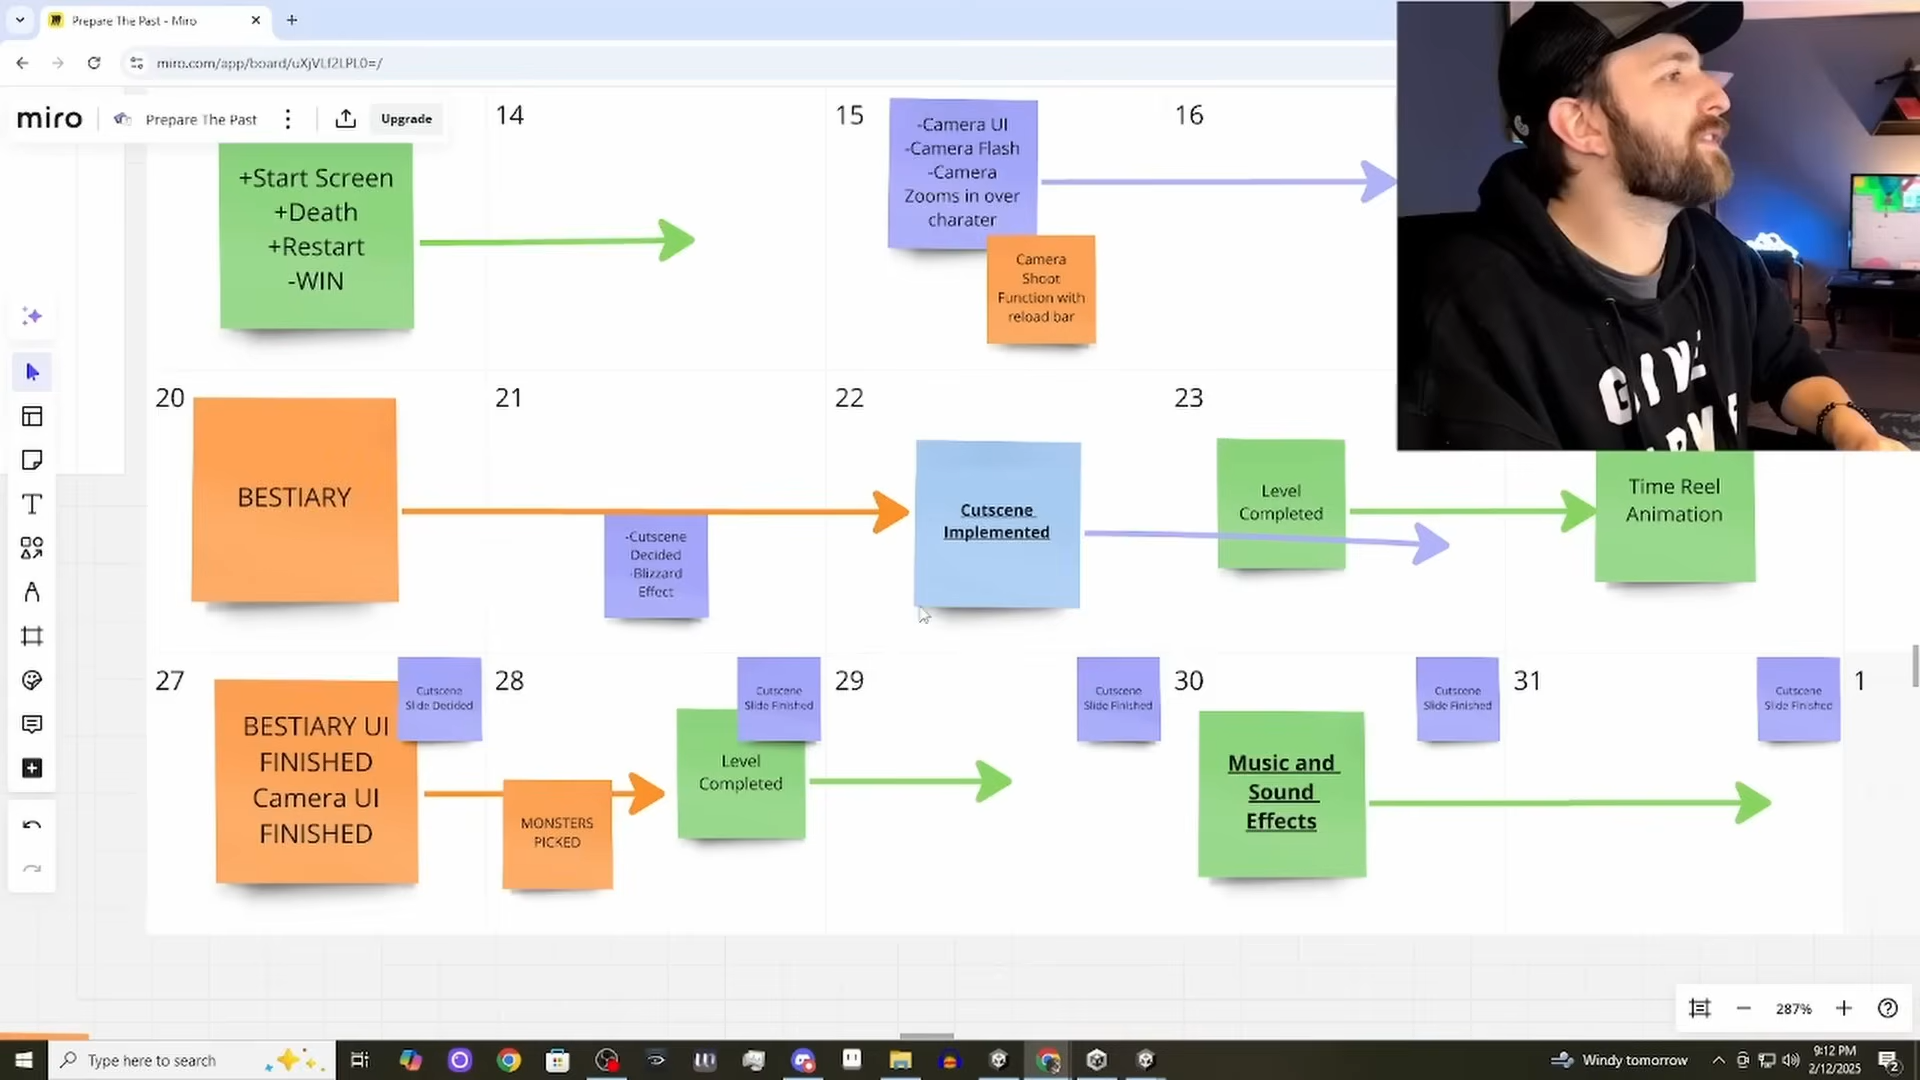 Prepare The Past - Miro
miro.com/app/board/uXjVLf2LPL0=/
miro
Prepare The Past
Upgrade
14
15
16
+Start Screen
+Death
+Restart
-WIN
-Camera UI
-Camera Flash
-Camera
Zooms in over
charater
Camera
Shoot
Function with
reload bar
20
21
22
23
BESTIARY
-Cutscene
Decided
-Blizzard
Effect
Cutscene
Implemented
Level
Completed
Time Reel
Animation
27
28
29
30
31
1
BESTIARY UI
FINISHED
Camera UI
FINISHED
Cutscene
Slide Decided
MONSTERS
PICKED
Cutscene
Slide Finished
Level
Completed
Cutscene
Slide Finished
Music and
Sound
Effects
Cutscene
Slide Finished
Cutscene
Slide Finished
287%
Type here to search
Windy tomorrow
9:12 PM
2/12/2025
2